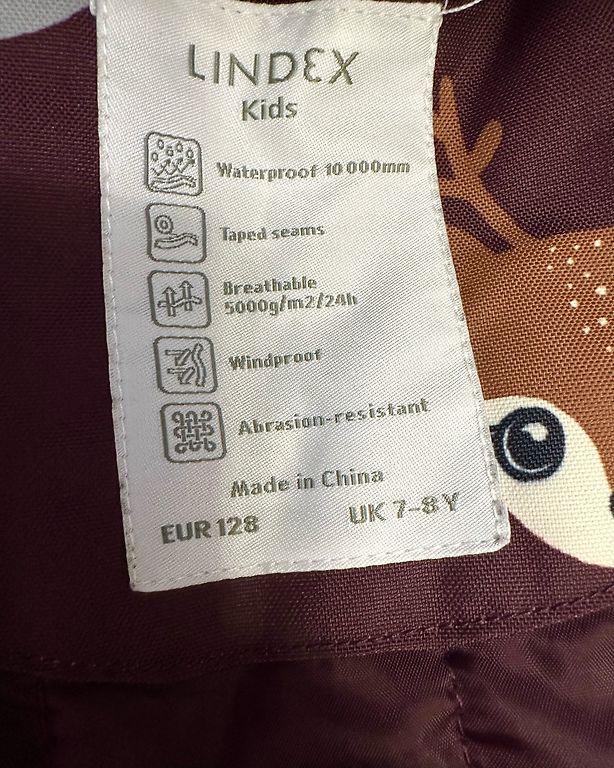 LINDEX
Kids
Waterproof 10 000mm
Taped seams
Breathable
5000g/m2/24h
Windproof
Abrasion-resistant
Made in China
EUR 128 UK 7-8 Y